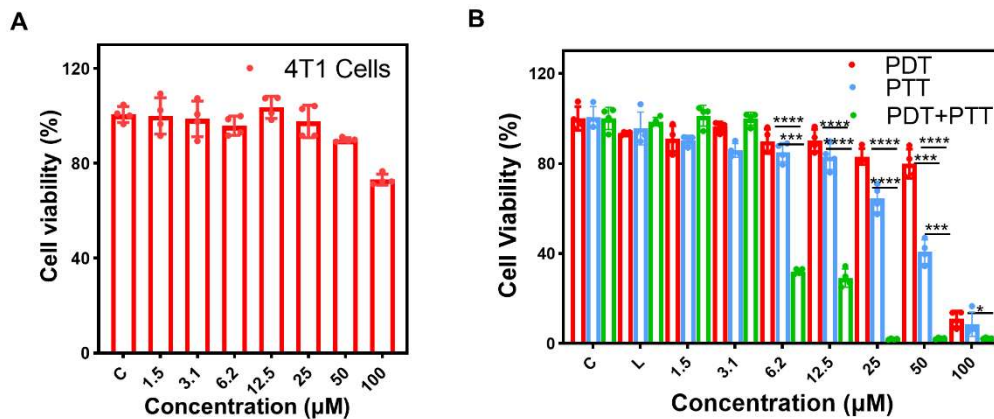 A
Cell viability (%)
120
80
40
0
4T1 Cells
C 1.5 3.1 6.2 12.5 25 50 100
Concentration (µM)
B
Cell Viability (%)
120
80
40
0
PDT
PTT
PDT+PTT
**** **** **** ****
*** **** *** 
****
***
*
C L 1.5 3.1 6.2 12.5 25 50 100
Concentration (µM)